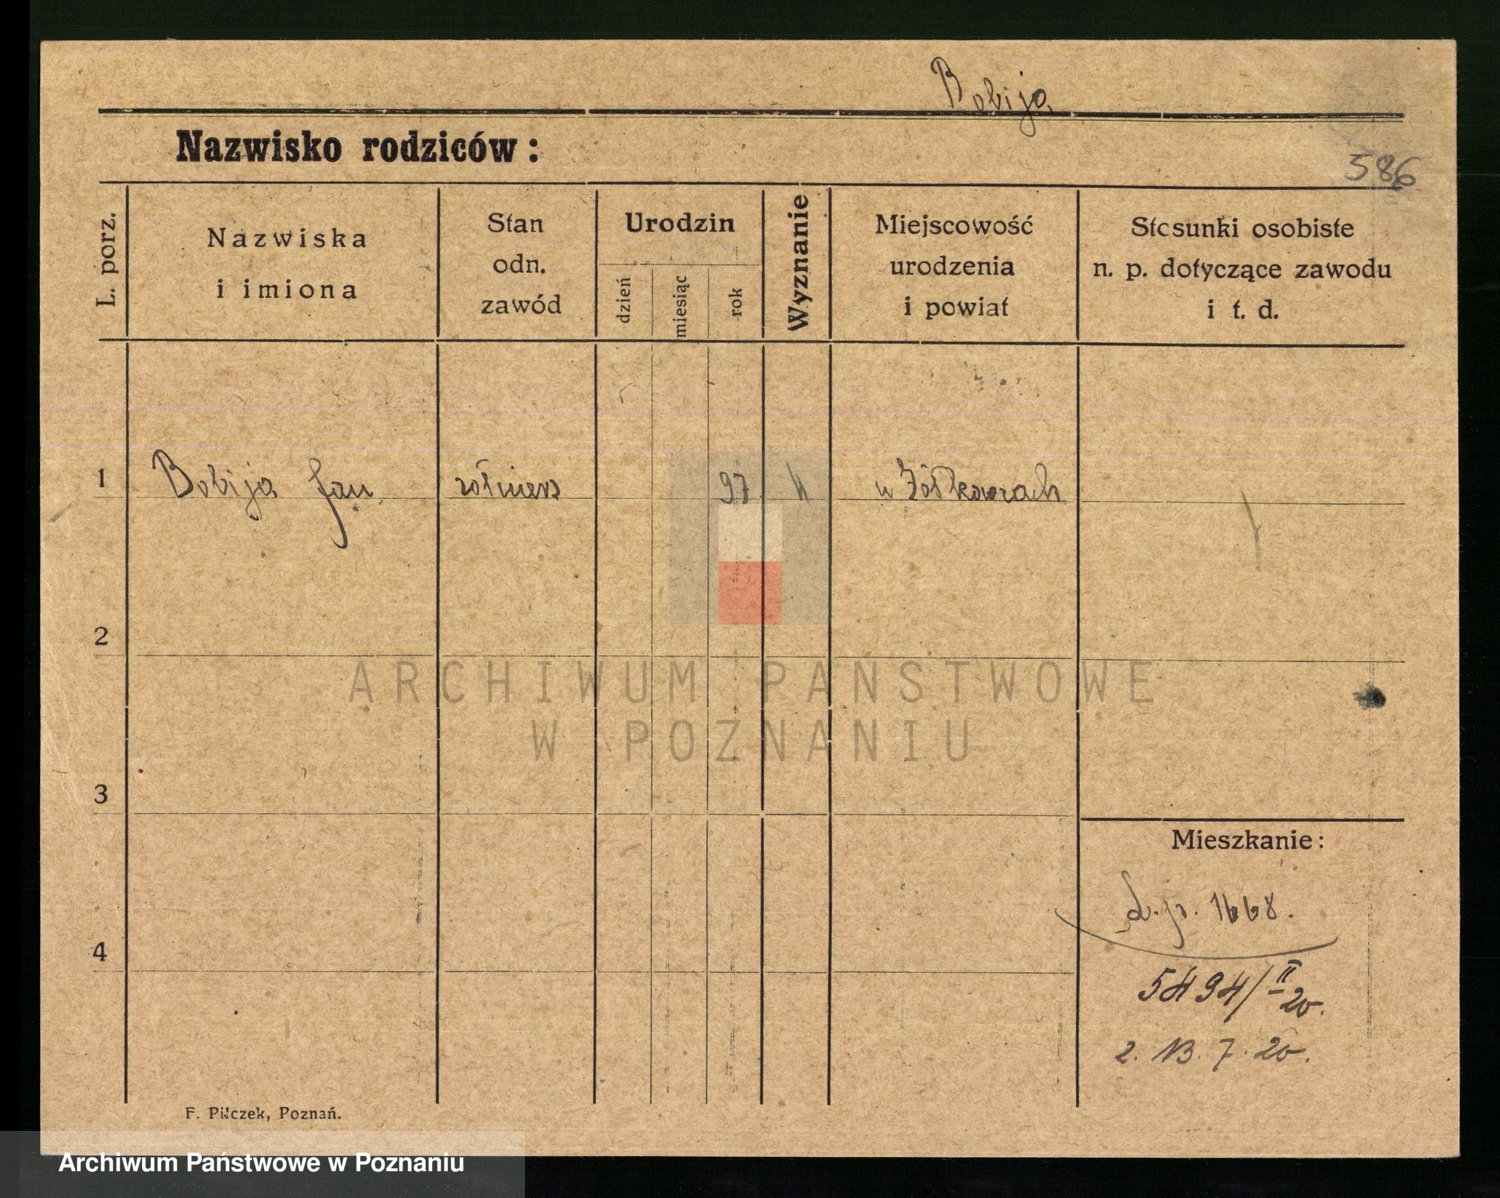 Bobija
Nazwisko rodziców:
586
L. porz.
Nazwiska
i imiona
Stan
odn.
zawód
Urodzin
dzień
miesiąc
rok
Wyznanie
Miejscowość
urodzenia
i powiat
Stosunki osobiste
n. p. dotyczące zawodu
i t. d.
1 Bobija Jan żołnierz 97 w Żółkowach
2
3
4
Mieszkanie:
L.p. 1668.
5494/II 20.
2. 13. 7. 20.
F. Pilczek, Poznań.
ARCHIWUM PAŃSTWOWE
W POZNANIU
Archiwum Państwowe w Poznaniu